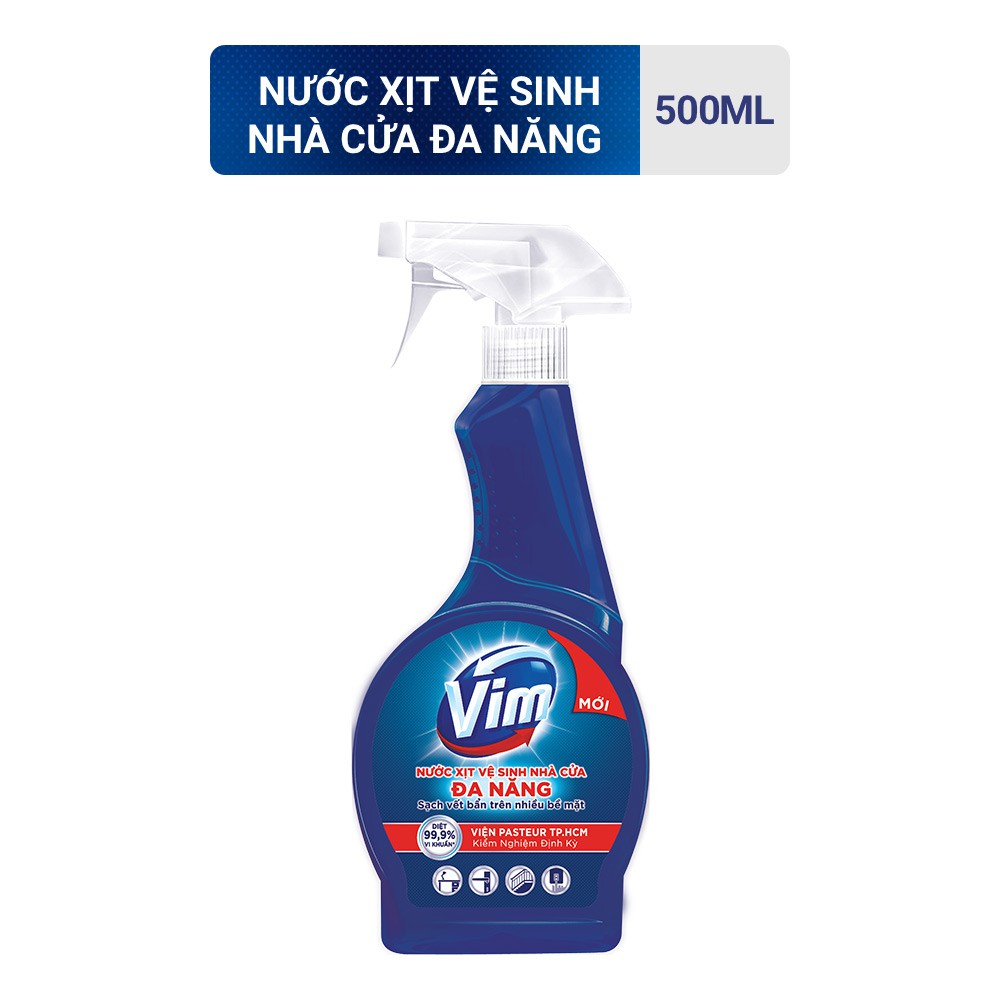 NƯỚC XỊT VỆ SINH
NHÀ CỬA ĐA NĂNG
500ML
Vim
MỚI
NƯỚC XỊT VỆ SINH NHÀ CỬA
ĐA NĂNG
Sạch vết bẩn trên nhiều bề mặt
DIỆT
99,9%
VI KHUẨN*
VIỆN PASTEUR TP.HCM
Kiểm Nghiệm Định Kỳ